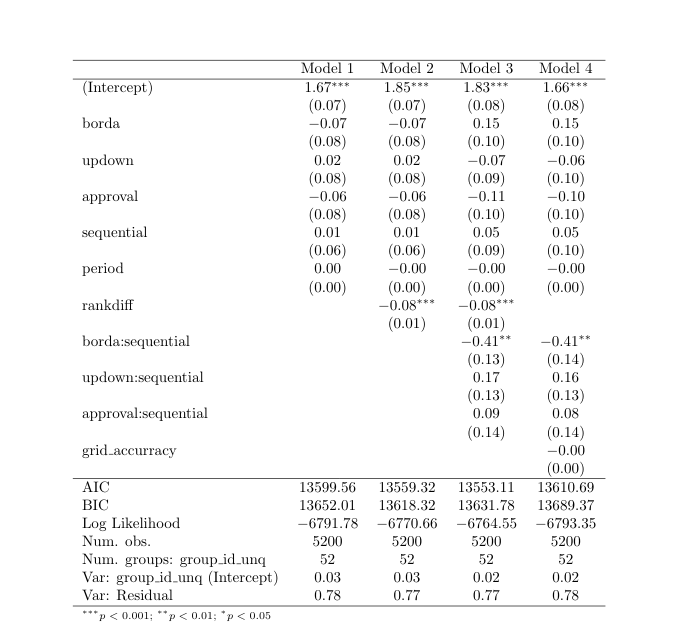 Model 1 Model 2 Model 3 Model 4
(Intercept) 1.67*** 1.85*** 1.83*** 1.66***
(0.07) (0.07) (0.08) (0.08)
borda −0.07 −0.07 0.15 0.15
(0.08) (0.08) (0.10) (0.10)
updown 0.02 0.02 −0.07 −0.06
(0.08) (0.08) (0.09) (0.10)
approval −0.06 −0.06 −0.11 −0.10
(0.08) (0.08) (0.10) (0.10)
sequential 0.01 0.01 0.05 0.05
(0.06) (0.06) (0.09) (0.10)
period 0.00 −0.00 −0.00 −0.00
(0.00) (0.00) (0.00) (0.00)
rankdiff −0.08*** −0.08***
(0.01) (0.01)
borda:sequential −0.41** −0.41**
(0.13) (0.14)
updown:sequential 0.17 0.16
(0.13) (0.13)
approval:sequential 0.09 0.08
(0.14) (0.14)
grid_accurracy −0.00
(0.00)
AIC 13599.56 13559.32 13553.11 13610.69
BIC 13652.01 13618.32 13631.78 13689.37
Log Likelihood −6791.78 −6770.66 −6764.55 −6793.35
Num. obs. 5200 5200 5200 5200
Num. groups: group_id_unq 52 52 52 52
Var: group_id_unq (Intercept) 0.03 0.03 0.02 0.02
Var: Residual 0.78 0.77 0.77 0.78
***p < 0.001; **p < 0.01; *p < 0.05